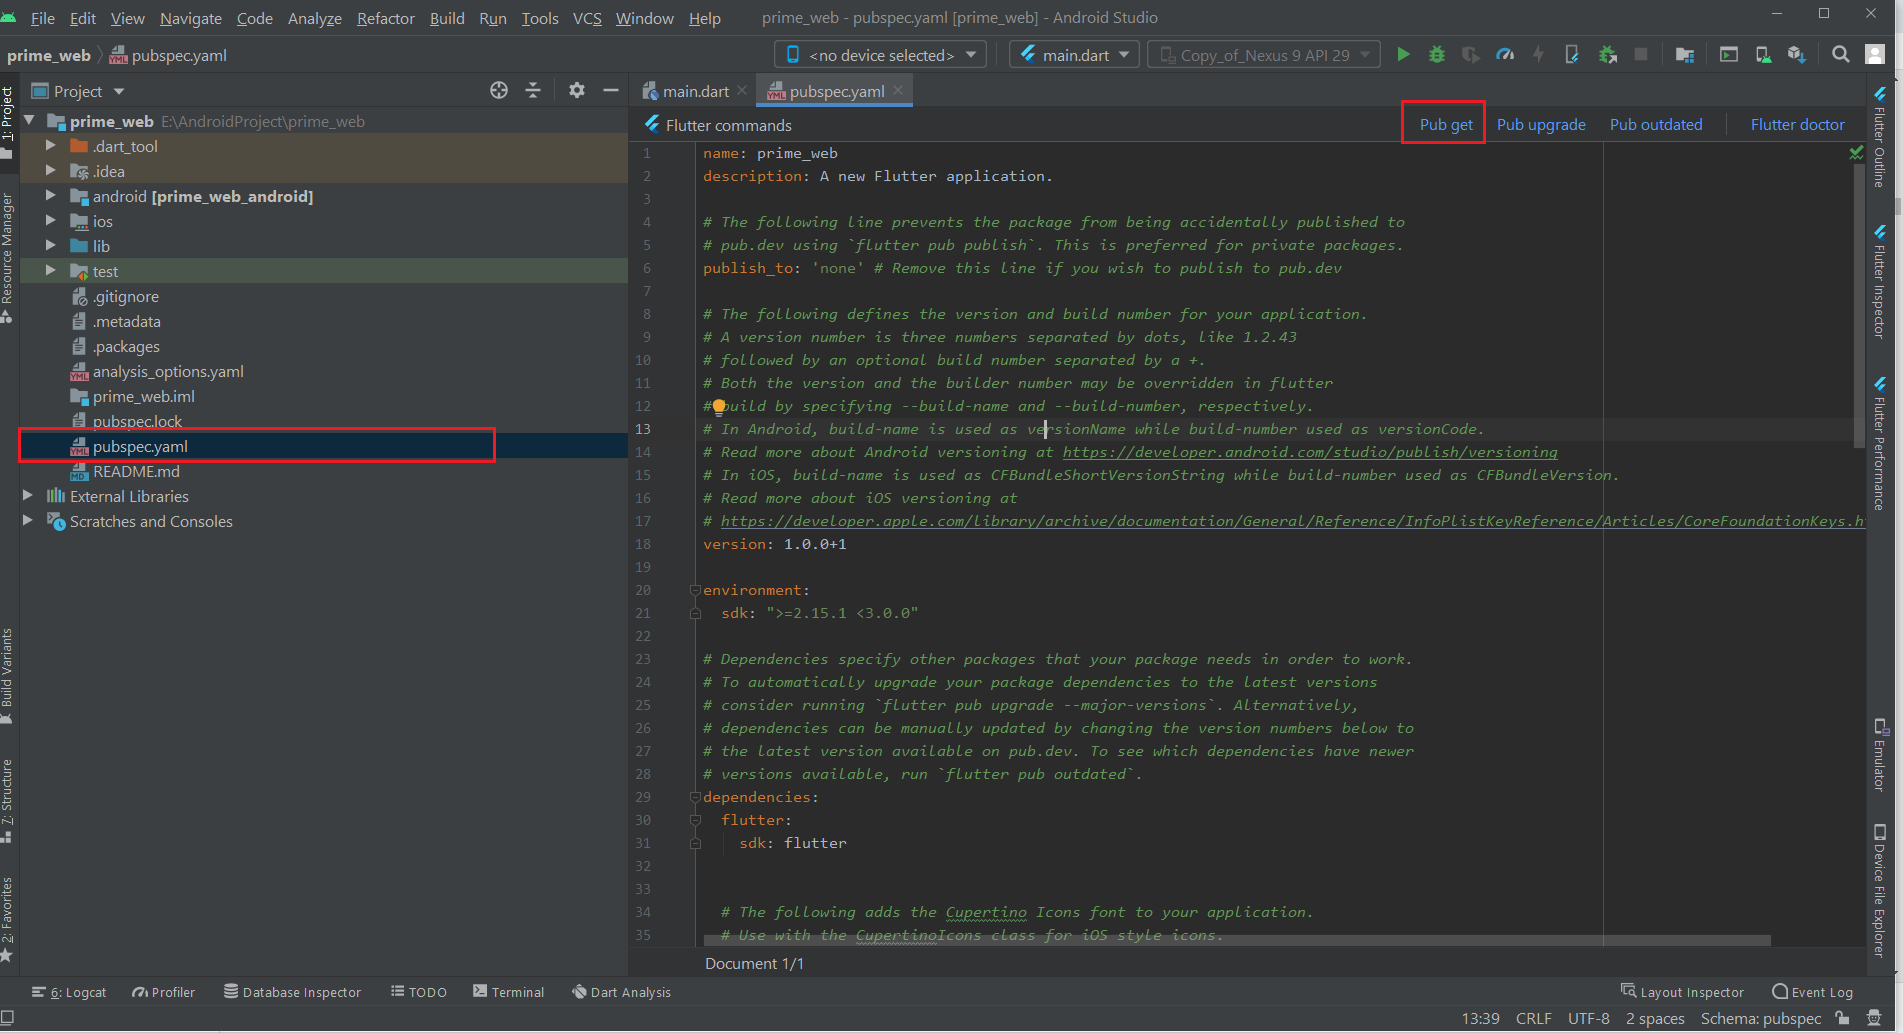 File Edit View Navigate Code Analyze Refactor Build Run Tools VCS Window Help prime_web - pubspec.yaml [prime_web] - Android Studio
prime_web pubspec.yaml <no device selected> main.dart Copy_of_Nexus 9 API 29
Project main.dart pubspec.yaml
Flutter commands Pub get Pub upgrade Pub outdated Flutter doctor
1: Project
Resource Manager
Build Variants
7: Structure
2: Favorites
prime_web E:\AndroidProject\prime_web
.dart_tool
.idea
android [prime_web_android]
ios
lib
test
.gitignore
.metadata
.packages
analysis_options.yaml
prime_web.iml
pubspec.lock
pubspec.yaml
README.md
External Libraries
Scratches and Consoles
1 name: prime_web
2 description: A new Flutter application.
3
4 # The following line prevents the package from being accidentally published to
5 # pub.dev using `flutter pub publish`. This is preferred for private packages.
6 publish_to: 'none' # Remove this line if you wish to publish to pub.dev
7
8 # The following defines the version and build number for your application.
9 # A version number is three numbers separated by dots, like 1.2.43
10 # followed by an optional build number separated by a +.
11 # Both the version and the builder number may be overridden in flutter
12 # build by specifying --build-name and --build-number, respectively.
13 # In Android, build-name is used as versionName while build-number used as versionCode.
14 # Read more about Android versioning at https://developer.android.com/studio/publish/versioning
15 # In iOS, build-name is used as CFBundleShortVersionString while build-number used as CFBundleVersion.
16 # Read more about iOS versioning at
17 # https://developer.apple.com/library/archive/documentation/General/Reference/InfoPlistKeyReference/Articles/CoreFoundationKeys.h
18 version: 1.0.0+1
19
20 environment:
21 sdk: ">=2.15.1 <3.0.0"
22
23 # Dependencies specify other packages that your package needs in order to work.
24 # To automatically upgrade your package dependencies to the latest versions
25 # consider running `flutter pub upgrade --major-versions`. Alternatively,
26 # dependencies can be manually updated by changing the version numbers below to
27 # the latest version available on pub.dev. To see which dependencies have newer
28 # versions available, run `flutter pub outdated`.
29 dependencies:
30 flutter:
31 sdk: flutter
32
33
34 # The following adds the Cupertino Icons font to your application.
35 # Use with the CupertinoIcons class for iOS style icons.
Document 1/1
Flutter Outline
Flutter Inspector
Flutter Performance
Emulator
Device File Explorer
6: Logcat Profiler Database Inspector TODO Terminal Dart Analysis Layout Inspector Event Log
13:39 CRLF UTF-8 2 spaces Schema: pubspec